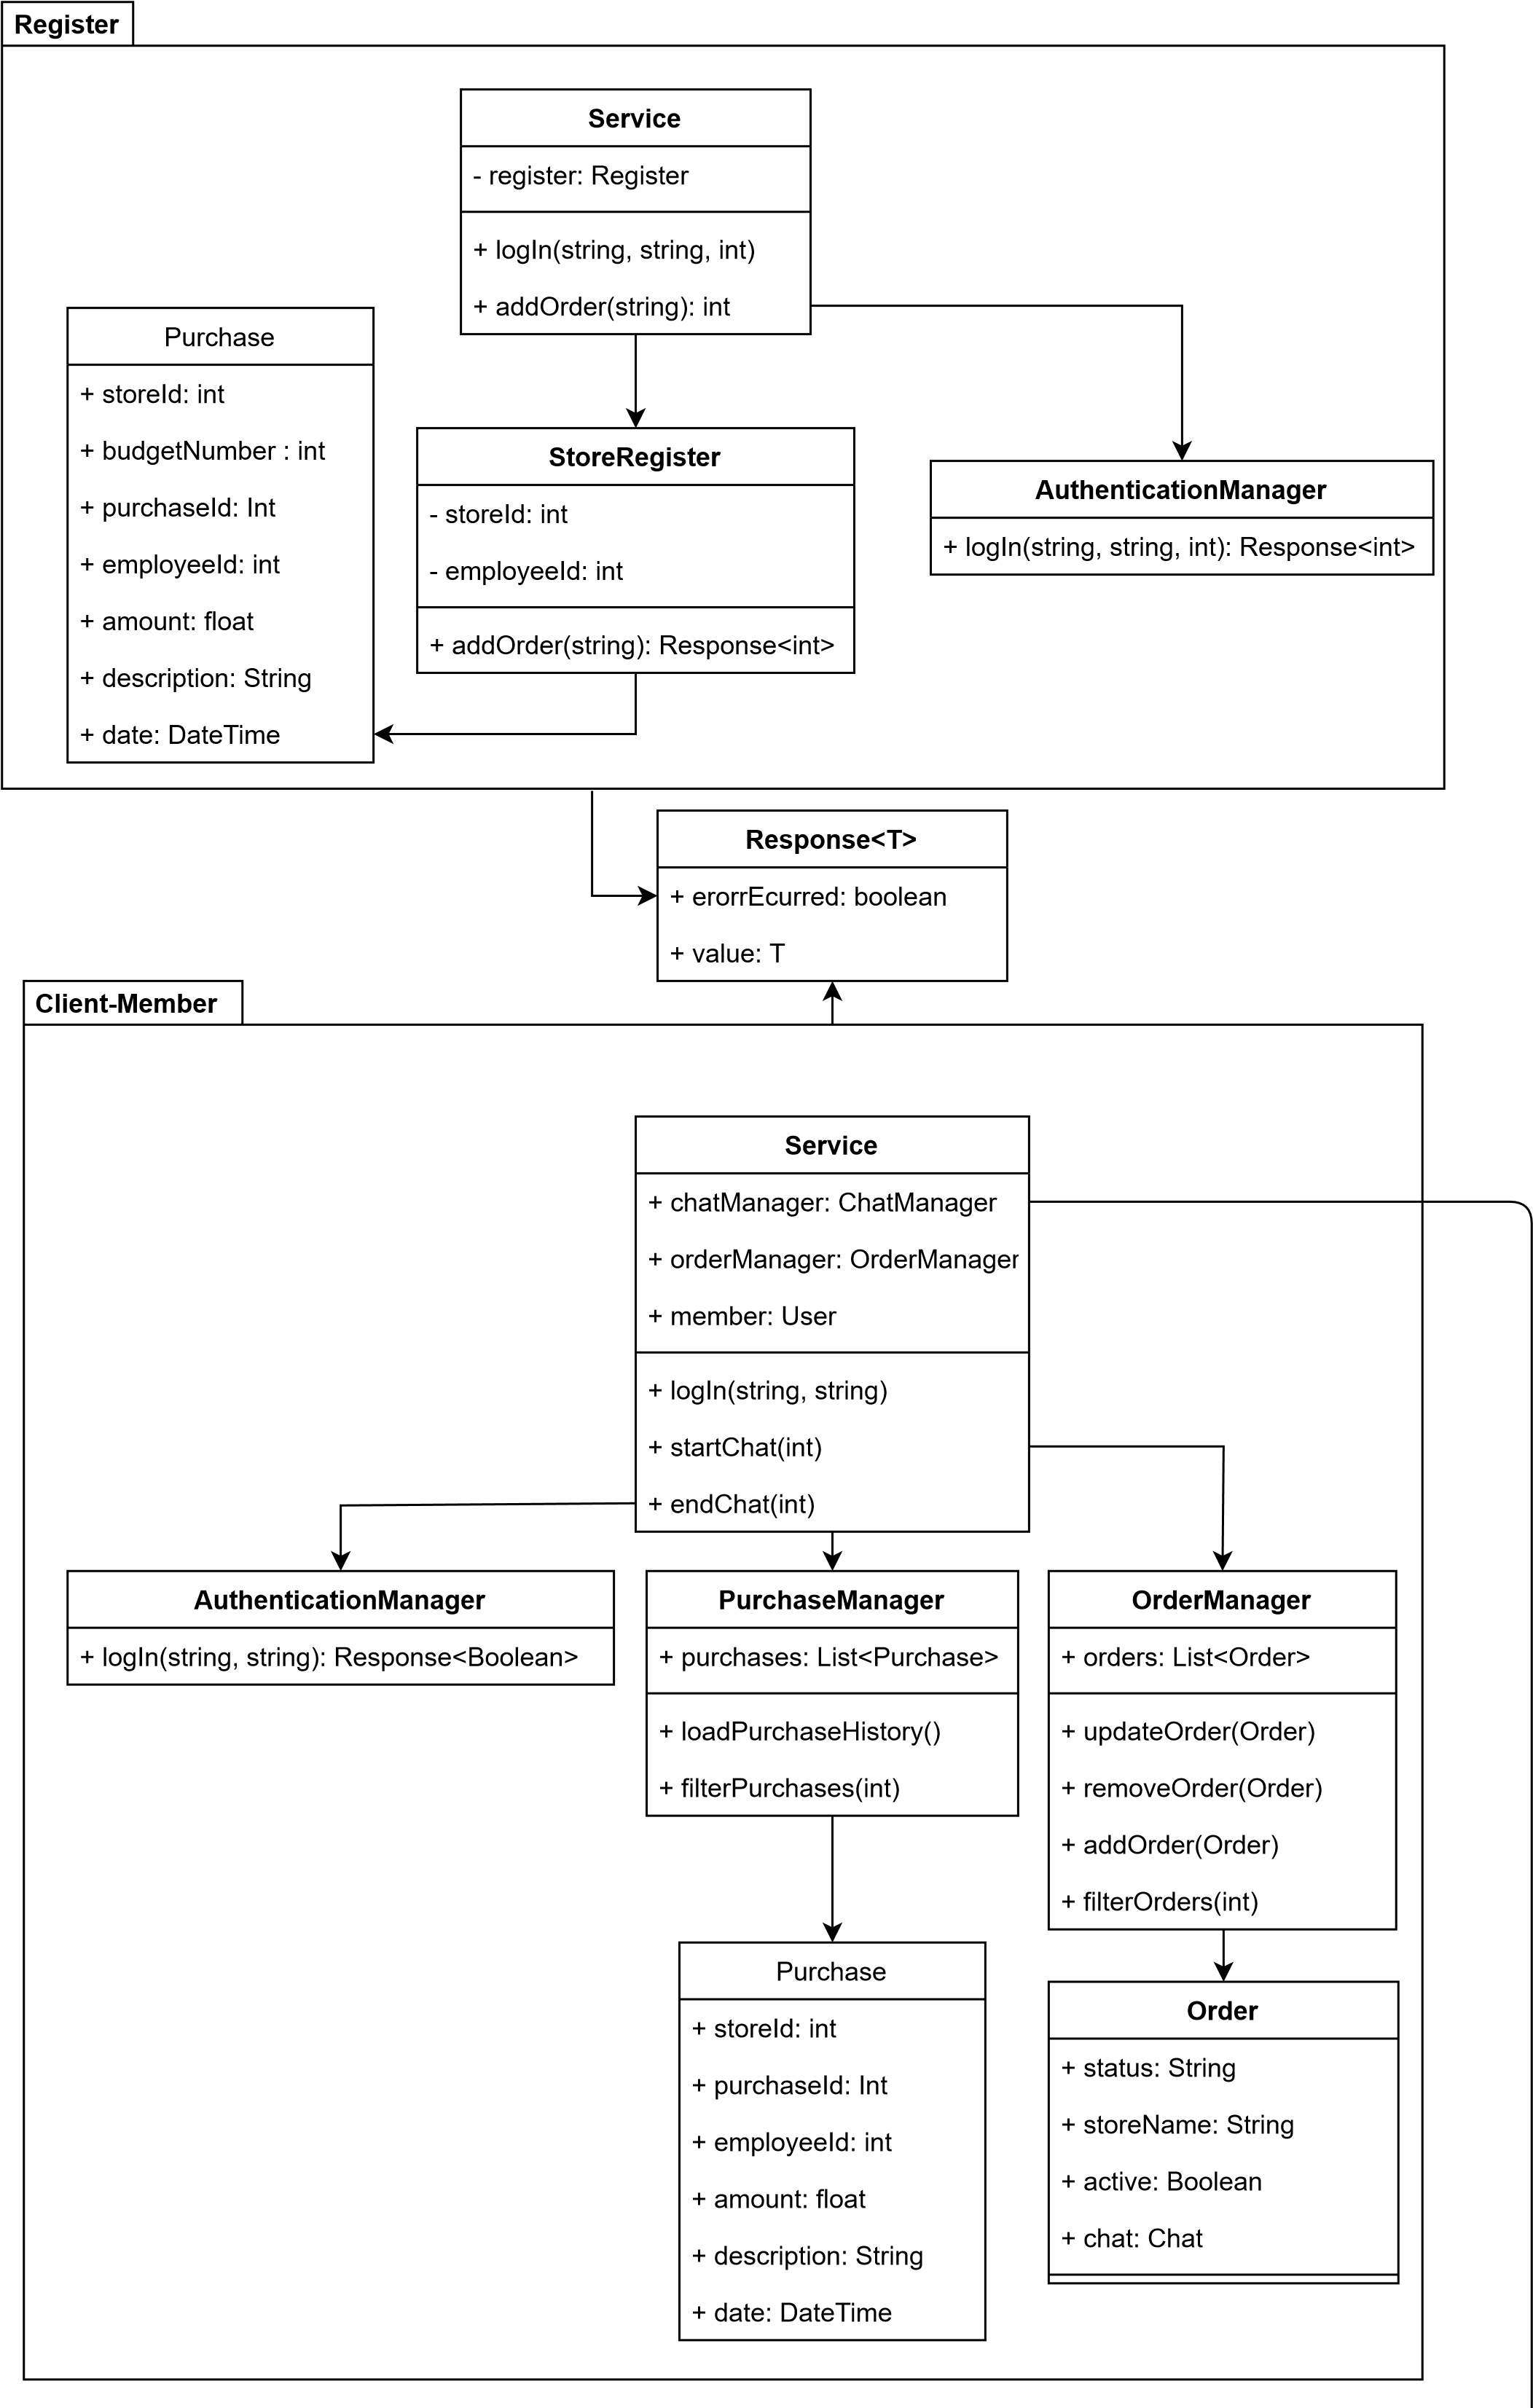 Register
Service
- register: Register
+ logIn(string, string, int)
+ addOrder(string): int
Purchase
+ storeId: int
+ budgetNumber : int
+ purchaseId: Int
+ employeeId: int
+ amount: float
+ description: String
+ date: DateTime
StoreRegister
- storeId: int
- employeeId: int
+ addOrder(string): Response<int>
AuthenticationManager
+ logIn(string, string, int): Response<int>
Response<T>
+ erorrEcurred: boolean
+ value: T
Client-Member
Service
+ chatManager: ChatManager
+ orderManager: OrderManager
+ member: User
+ logIn(string, string)
+ startChat(int)
+ endChat(int)
AuthenticationManager
+ logIn(string, string): Response<Boolean>
PurchaseManager
+ purchases: List<Purchase>
+ loadPurchaseHistory()
+ filterPurchases(int)
OrderManager
+ orders: List<Order>
+ updateOrder(Order)
+ removeOrder(Order)
+ addOrder(Order)
+ filterOrders(int)
Purchase
+ storeId: int
+ purchaseId: Int
+ employeeId: int
+ amount: float
+ description: String
+ date: DateTime
Order
+ status: String
+ storeName: String
+ active: Boolean
+ chat: Chat